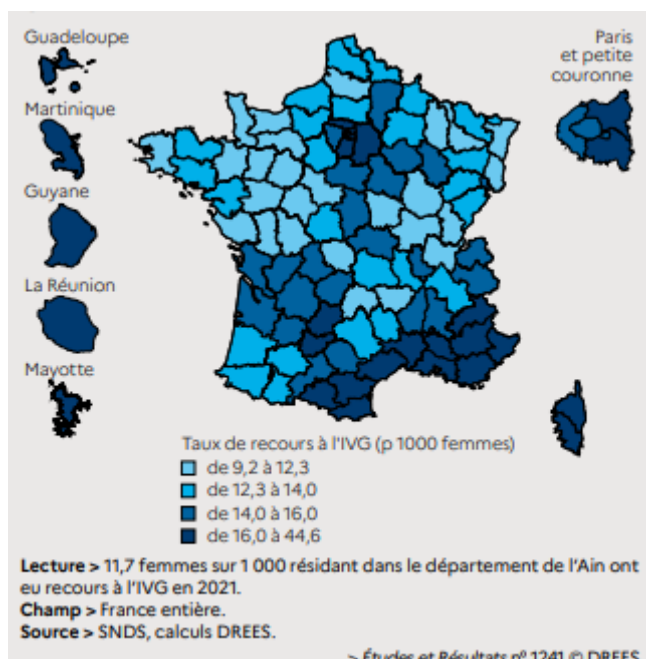 Guadeloupe
Paris
et petite
couronne
Martinique
Guyane
La Réunion
Mayotte
Taux de recours à l'IVG (p 1000 femmes)
de 9,2 à 12,3
de 12,3 à 14,0
de 14,0 à 16,0
de 16,0 à 44,6
Lecture > 11,7 femmes sur 1 000 résidant dans le département de l'Ain ont
eu recours à l'IVG en 2021.
Champ > France entière.
Source > SNDS, calculs DREES.
> Études et Résultats nº 1241 © DREES